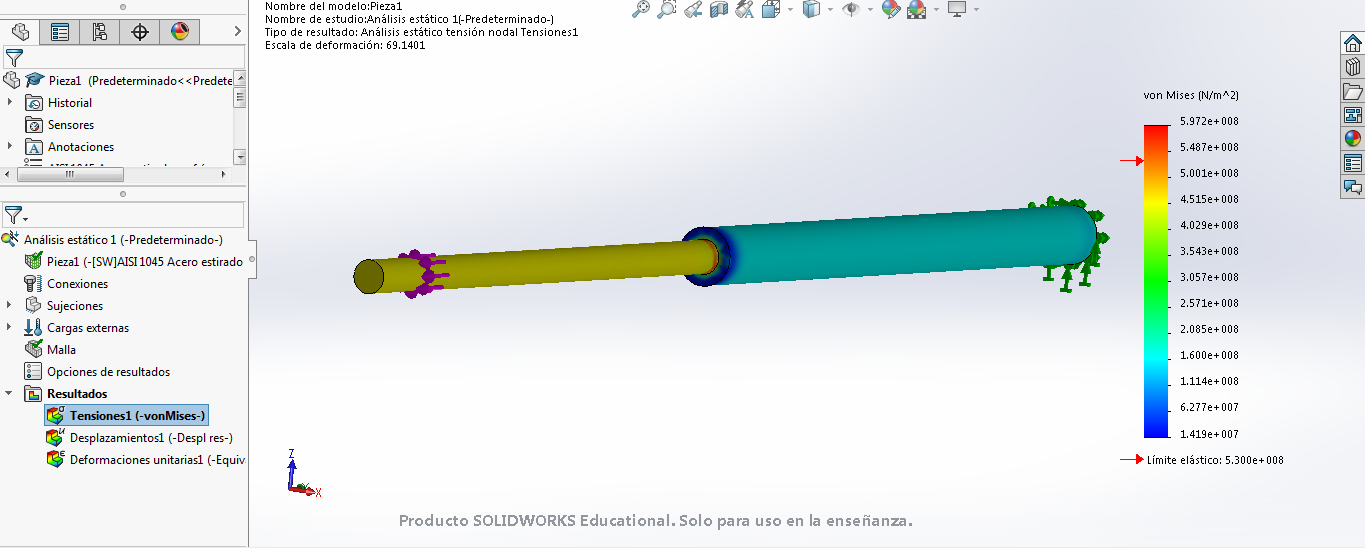 Nombre del modelo:Pieza1
Nombre de estudio:Análisis estático 1(-Predeterminado-)
Tipo de resultado: Análisis estático tensión nodal Tensiones1
Escala de deformación: 69.1401
Pieza1 (Predeterminado<<Predete
Historial
Sensores
Anotaciones
Análisis estático 1 (-Predeterminado-)
Pieza1 (-[SW]AISI 1045 Acero estirado
Conexiones
Sujeciones
Cargas externas
Malla
Opciones de resultados
Resultados
Tensiones1 (-vonMises-)
Desplazamientos1 (-Despl res-)
Deformaciones unitarias1 (-Equiv
von Mises (N/m^2)
5.972e+008
5.487e+008
5.001e+008
4.515e+008
4.029e+008
3.543e+008
3.057e+008
2.571e+008
2.085e+008
1.600e+008
1.114e+008
6.277e+007
1.419e+007
Límite elástico: 5.300e+008
Z
X
Producto SOLIDWORKS Educational. Solo para uso en la enseñanza.